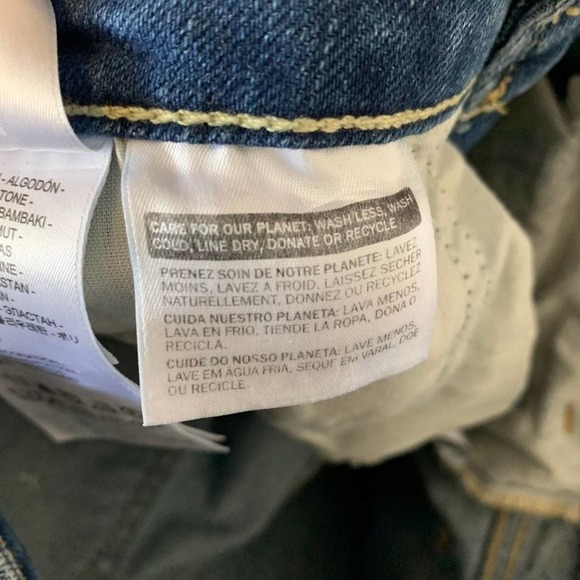 - ALGODÓN -
BAMBAKI
CARE FOR OUR PLANET: WASH LESS, WASH
COLD, LINE DRY, DONATE OR RECYCLE
PRENEZ SOIN DE NOTRE PLANETE: LAVEZ
MOINS, LAVEZ A FROID, LAISSEZ SECHER
NATURELLEMENT, DONNEZ OU RECYCLEZ
CUIDA NUESTRO PLANETA: LAVA MENOS,
LAVA EN FRIO, TIENDE LA ROPA, DONA O
RECICLA.
CUIDE DO NOSSO PLANETA: LAVE MENOS,
LAVE EM ÁGUA FRIA, SEQUE EM VARAL, DOE
OU RECICLE.